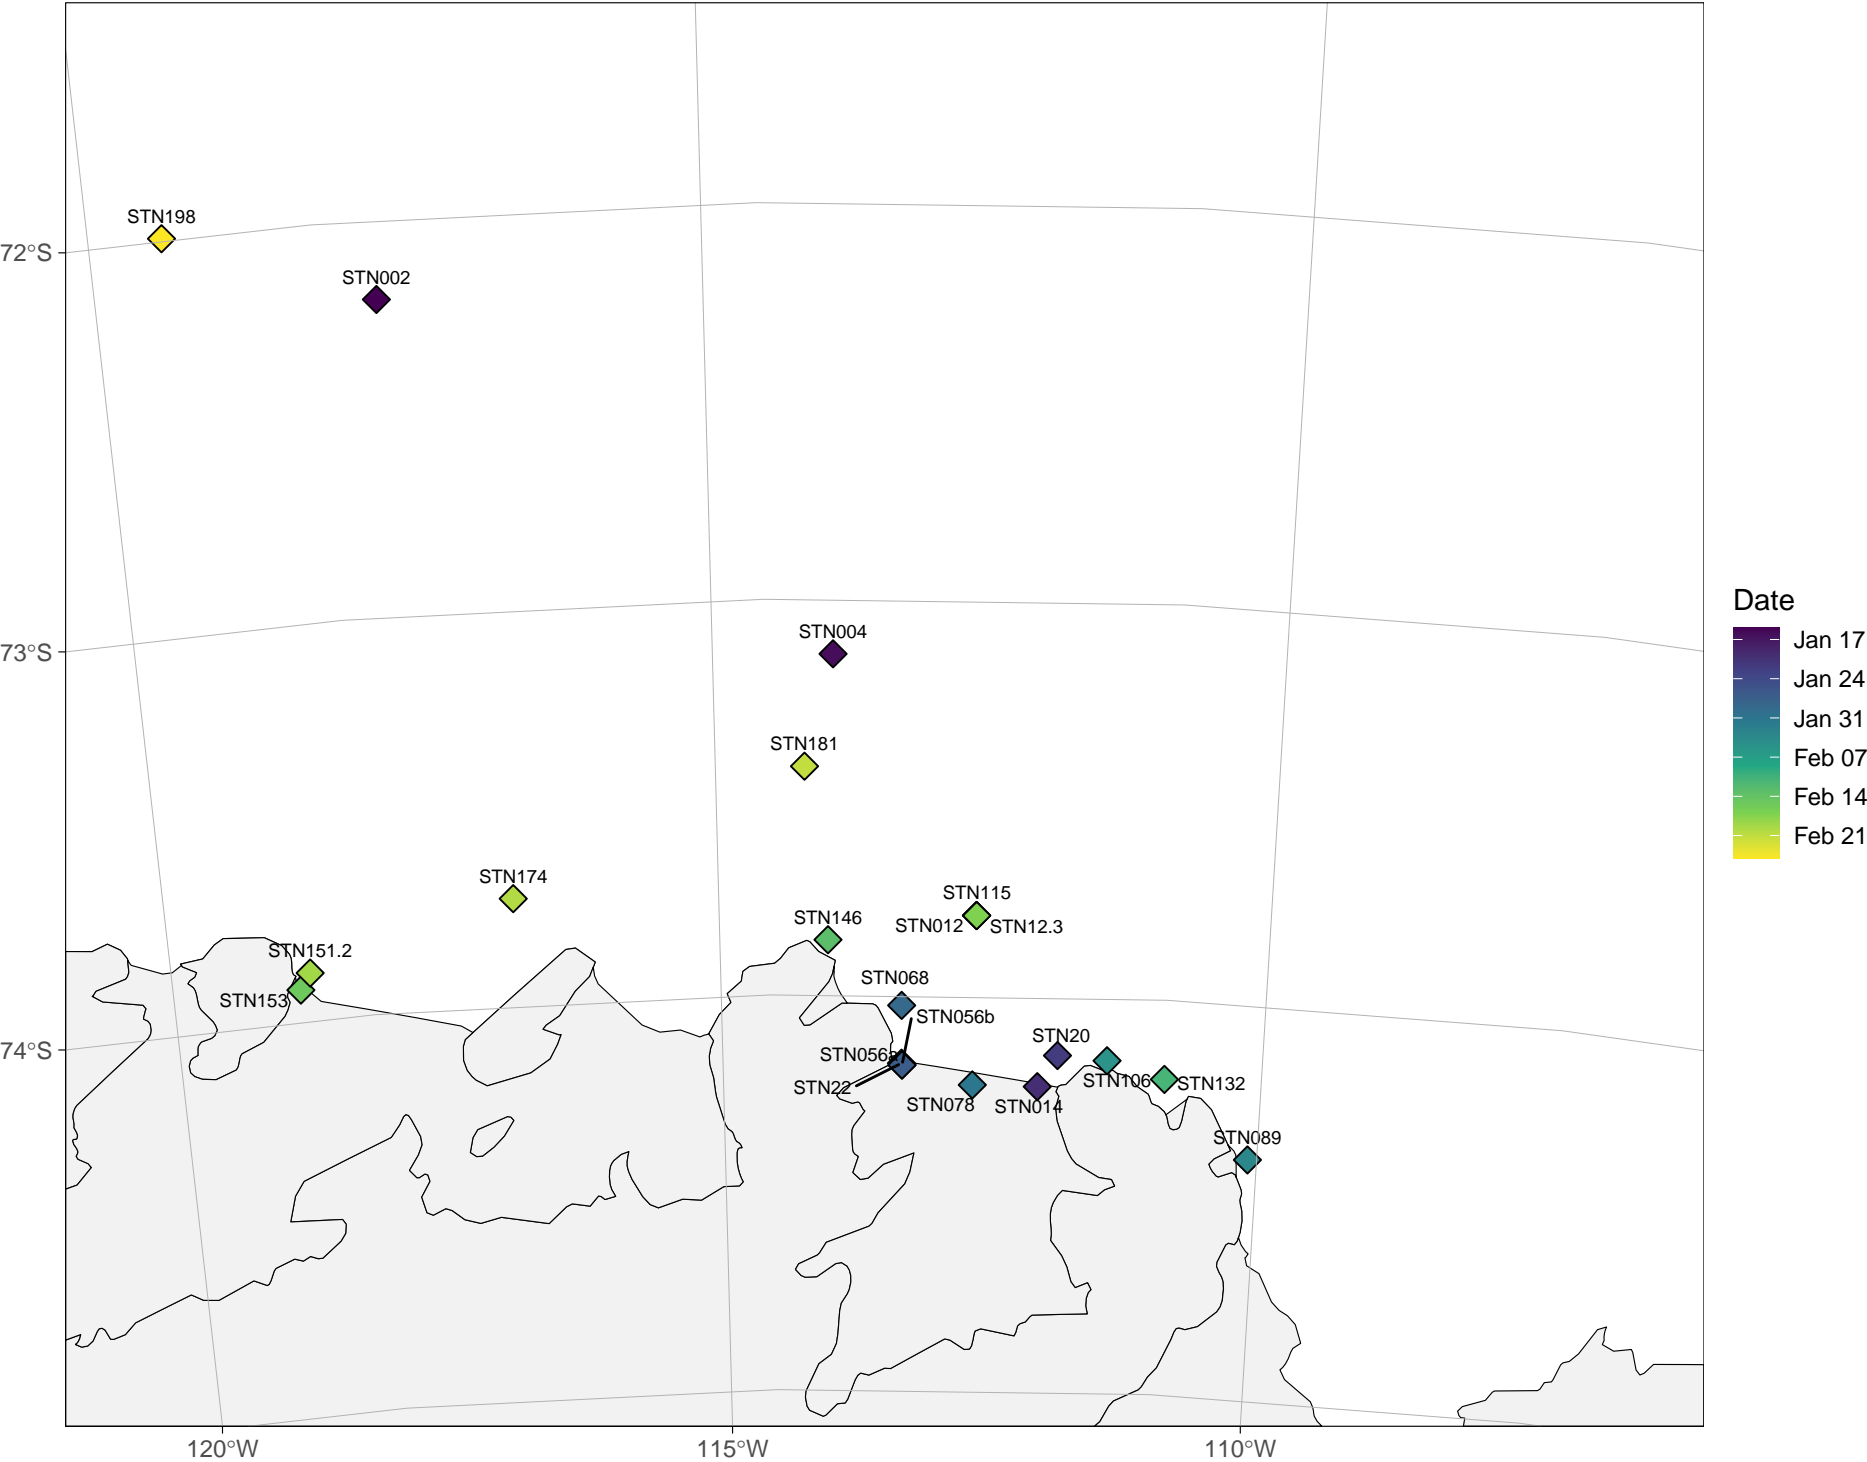 STN198
72°S
STN002
STN004
73°S
STN181
STN174
STN115
STN146
STN012
STN12.3
STN151.2
STN068
STN153
STN056b
STN20
74°S
STN056a
STN106
STN132
STN22
STN078
STN014
STN089
120°W
115°W
110°W
Date
Jan 17
Jan 24
Jan 31
Feb 07
Feb 14
Feb 21